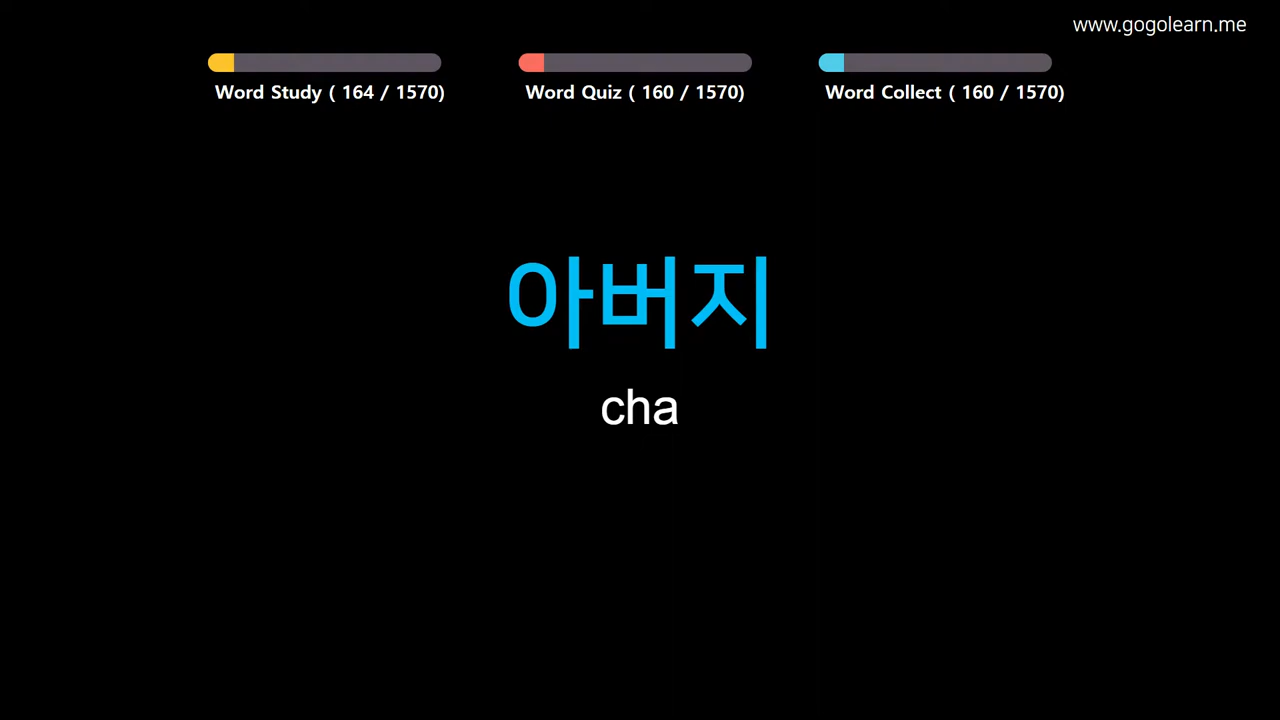 www.gogolearn.me
Word Study ( 164 / 1570)
Word Quiz ( 160 / 1570)
Word Collect ( 160 / 1570)
아버지
cha